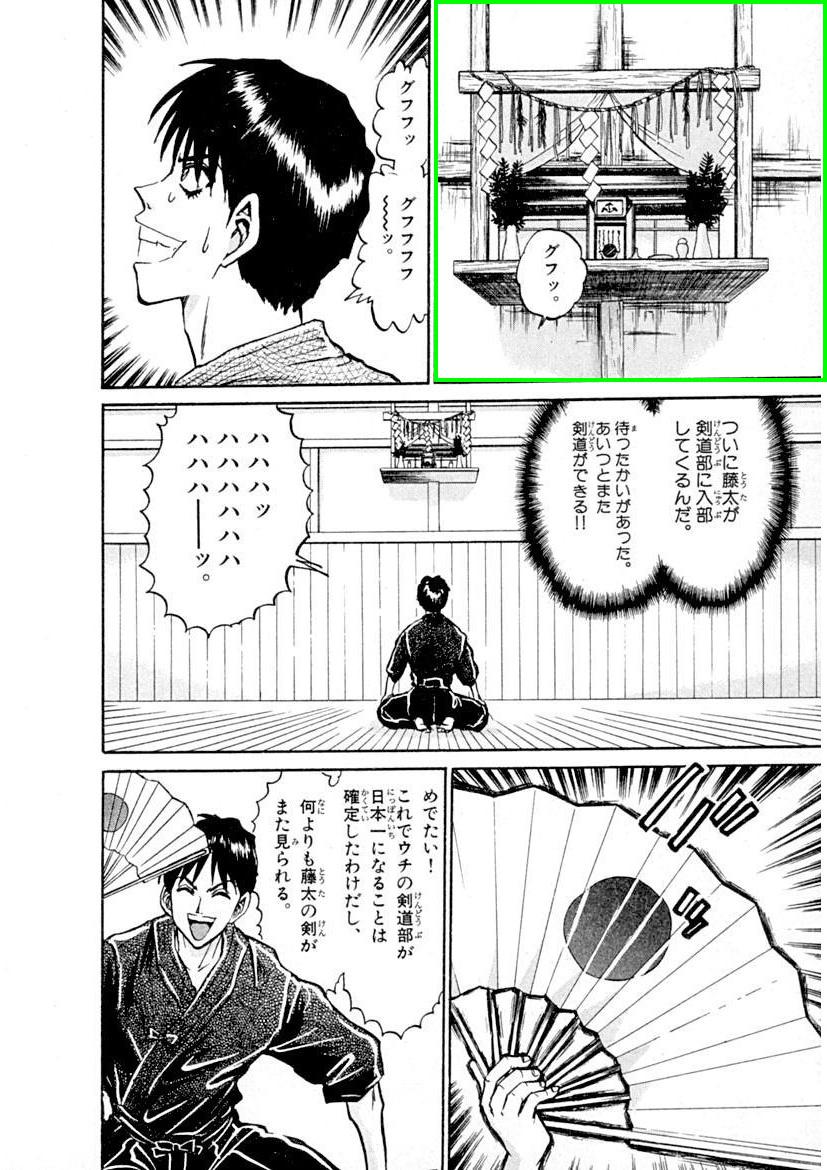 グフッ。
グフフッ
グフフフ
~~~ッ。
ついに藤太が
剣道部に入部
してくるんだ。
待ったかいがあった。
あいつとまた
剣道ができる!!
ハハハッ
ハハハハハハ
ハハハ――ッ。
めでたい!
これでウチの剣道部が
日本一になることは
確定したわけだし、
何よりも藤太の剣が
また見られる。